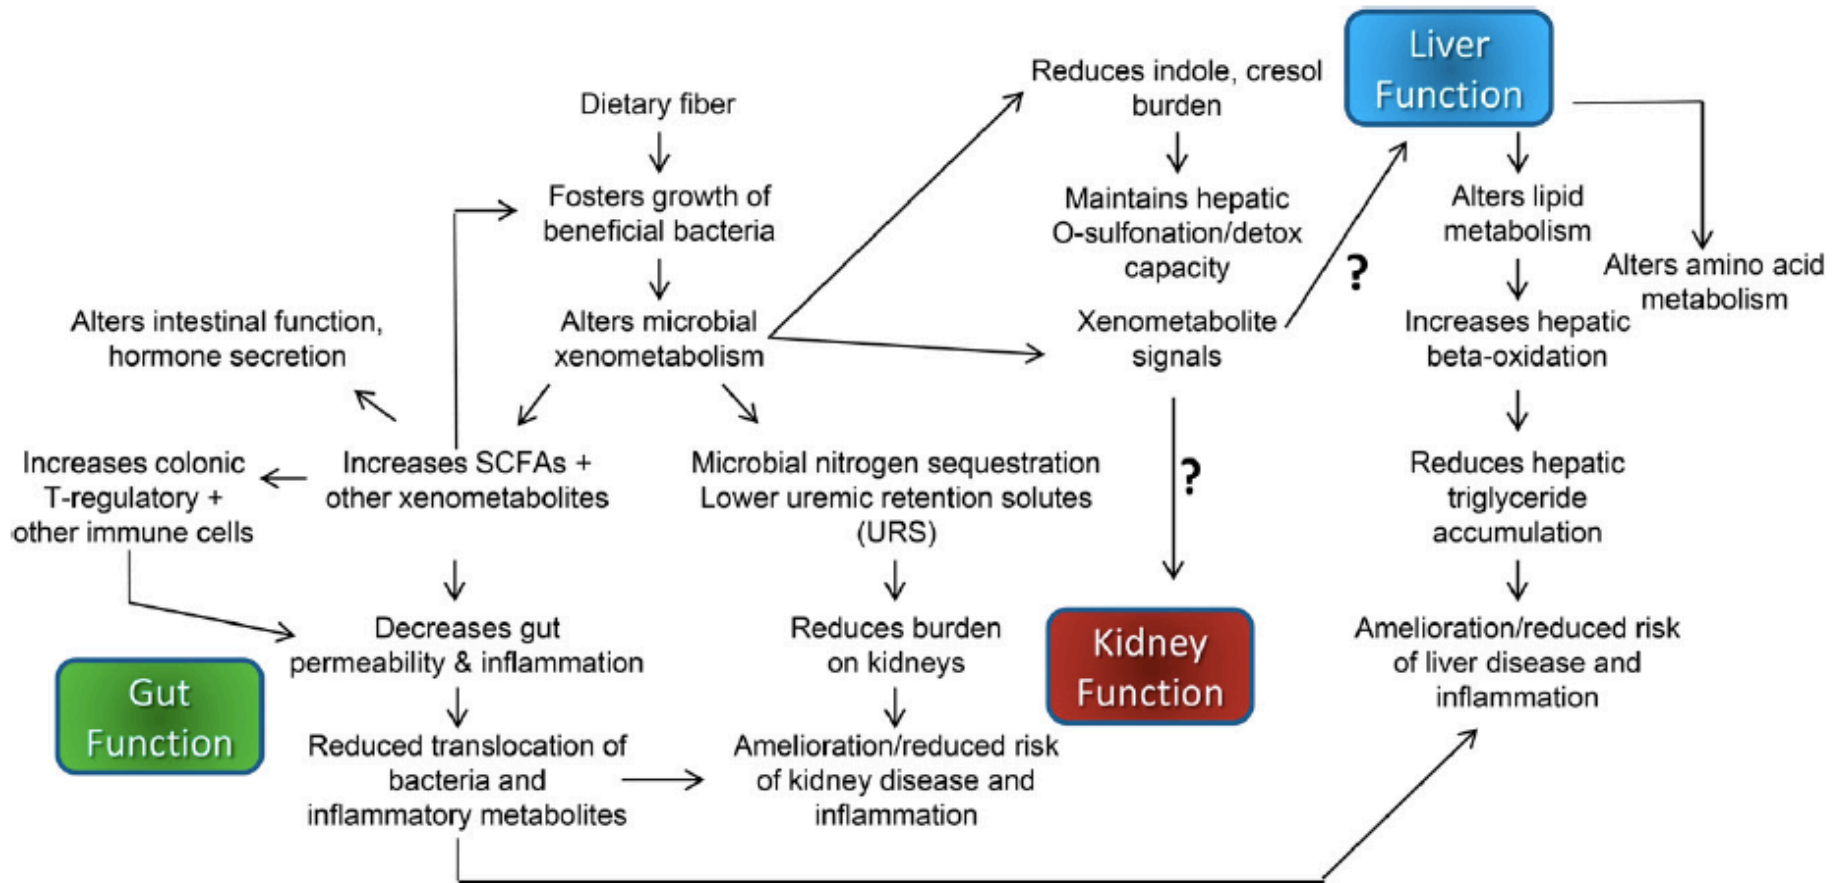 Dietary fiber
Fosters growth of
beneficial bacteria
Alters microbial
xenometabolism
Alters intestinal function,
hormone secretion
Increases colonic
T-regulatory +
other immune cells
Increases SCFAs +
other xenometabolites
Microbial nitrogen sequestration
Lower uremic retention solutes
(URS)
Decreases gut
permeability & inflammation
Reduces burden
on kidneys
Gut
Function
Reduced translocation of
bacteria and
inflammatory metabolites
Amelioration/reduced risk
of kidney disease and
inflammation
Reduces indole, cresol
burden
Maintains hepatic
O-sulfonation/detox
capacity
Xenometabolite
signals
?
?
Kidney
Function
Liver
Function
Alters lipid
metabolism
Alters amino acid
metabolism
Increases hepatic
beta-oxidation
Reduces hepatic
triglyceride
accumulation
Amelioration/reduced risk
of liver disease and
inflammation